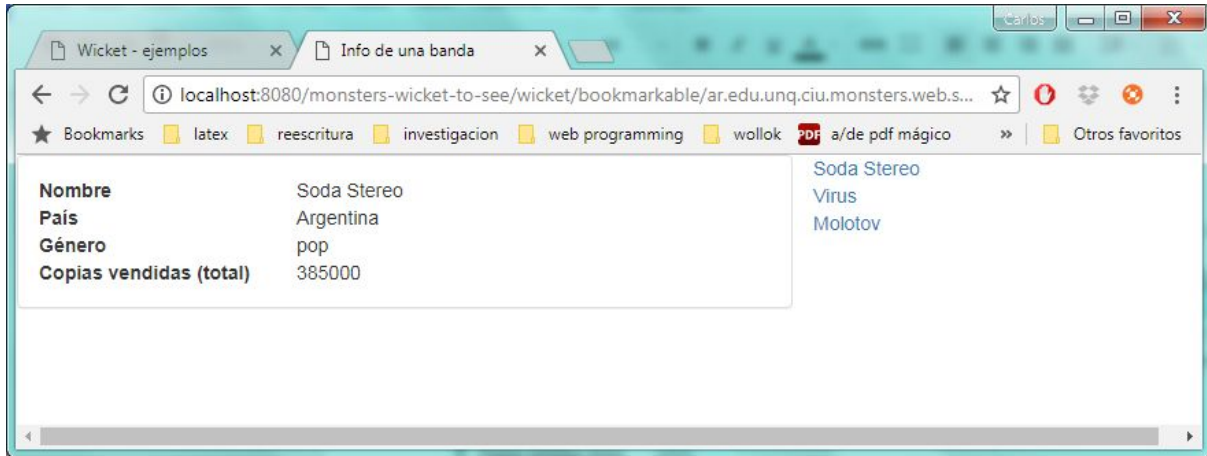 Carlos
Wicket - ejemplos
Info de una banda
localhost:8080/monsters-wicket-to-see/wicket/bookmarkable/ar.edu.unq.ciu.monsters.web.s...
Bookmarks latex reescritura investigacion web programming wollok PDF a/de pdf mágico » Otros favoritos
Nombre Soda Stereo
País Argentina
Género pop
Copias vendidas (total) 385000
Soda Stereo
Virus
Molotov